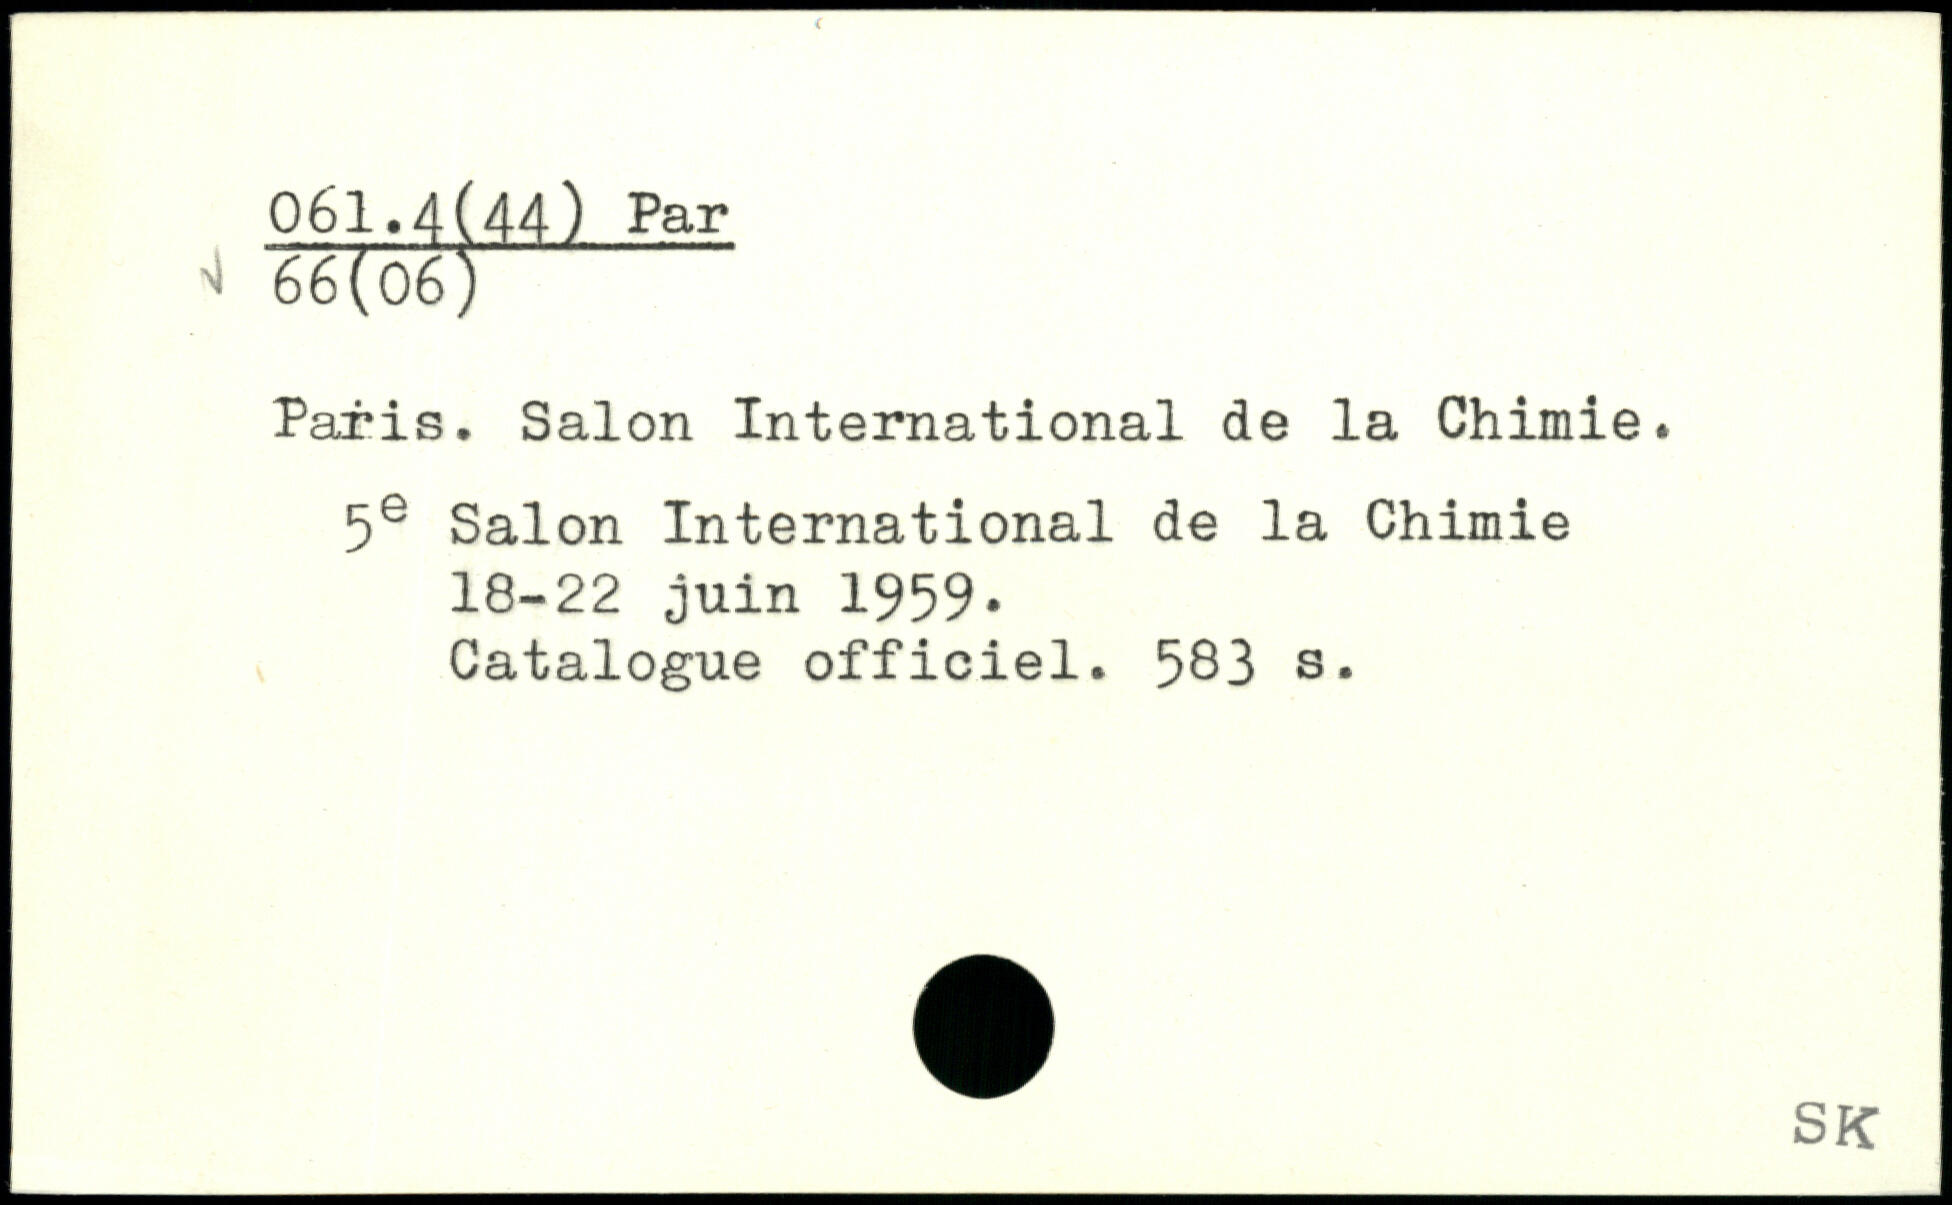 061.4(44) Par
66(06)
Paris. Salon International de la Chimie.
5e Salon International de la Chimie
18-22 juin 1959.
Catalogue officiel. 583 s.
SK